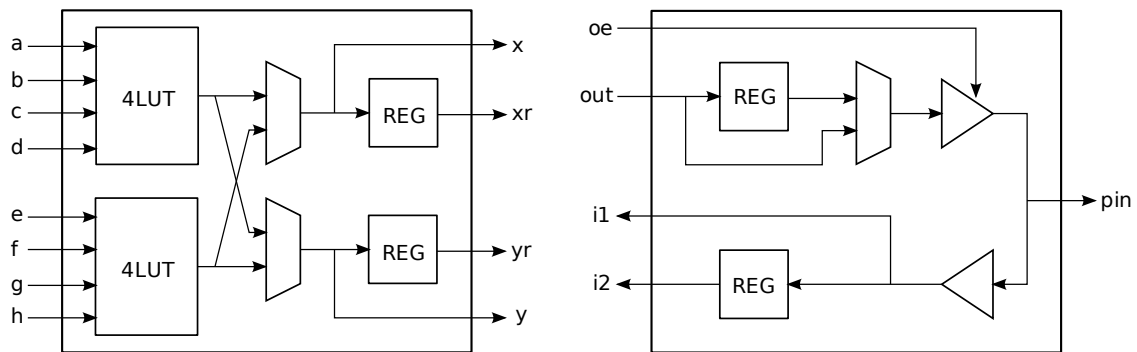 a
b
c
d
4LUT
x
REG
xr
e
f
g
h
4LUT
REG
yr
y
oe
out
REG
pin
i1
i2
REG